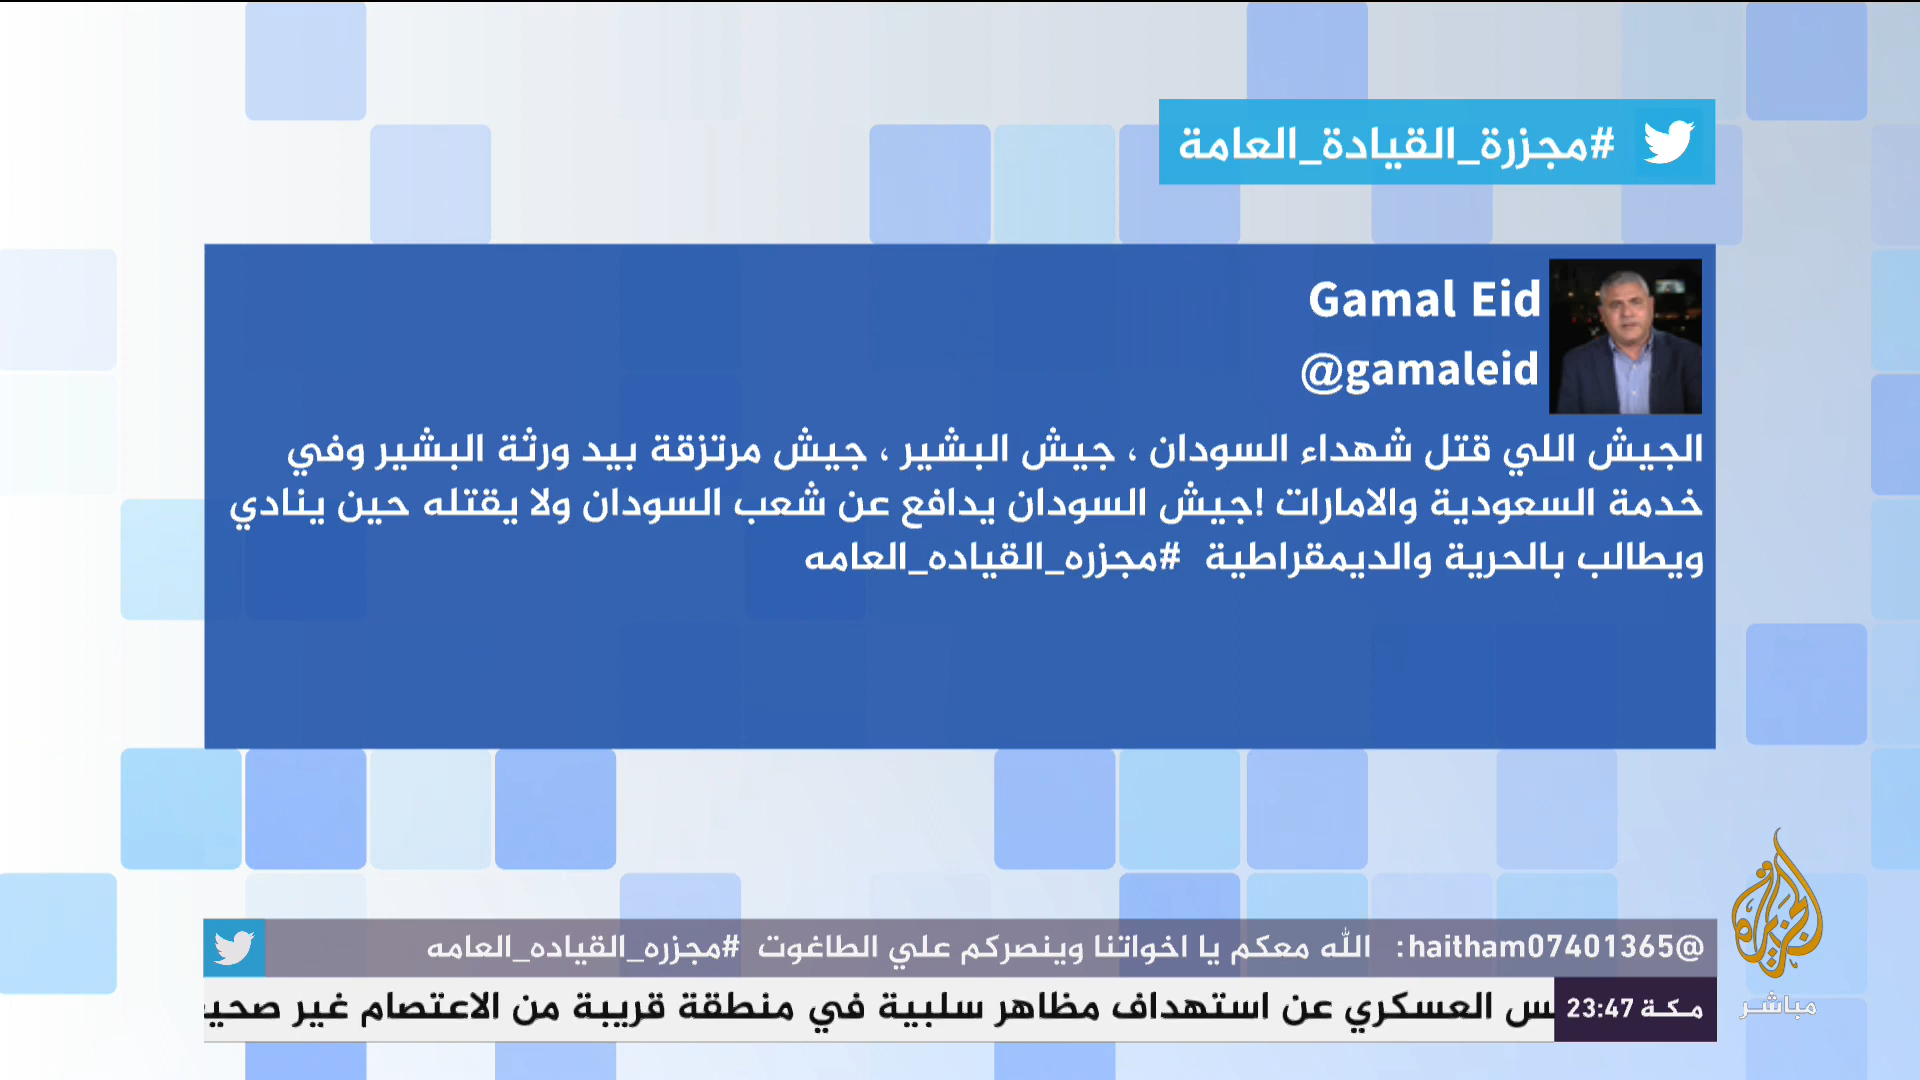 #مجزرة_القيادة_العامة
Gamal Eid
@gamaleid
الجيش اللي قتل شهداء السودان ، جيش البشير ، جيش مرتزقة بيد ورثة البشير وفي
خدمة السعودية والامارات !جيش السودان يدافع عن شعب السودان ولا يقتله حين ينادي
ويطالب بالحرية والديمقراطية #مجزره_القياده_العامه
@haitham07401365: الله معكم يا اخواتنا وينصركم علي الطاغوت #مجزره_القياده_العامه
مكة 23:47
العسكري عن استهداف مظاهر سلبية في منطقة قريبة من الاعتصام غير
الجزيرة
مباشر